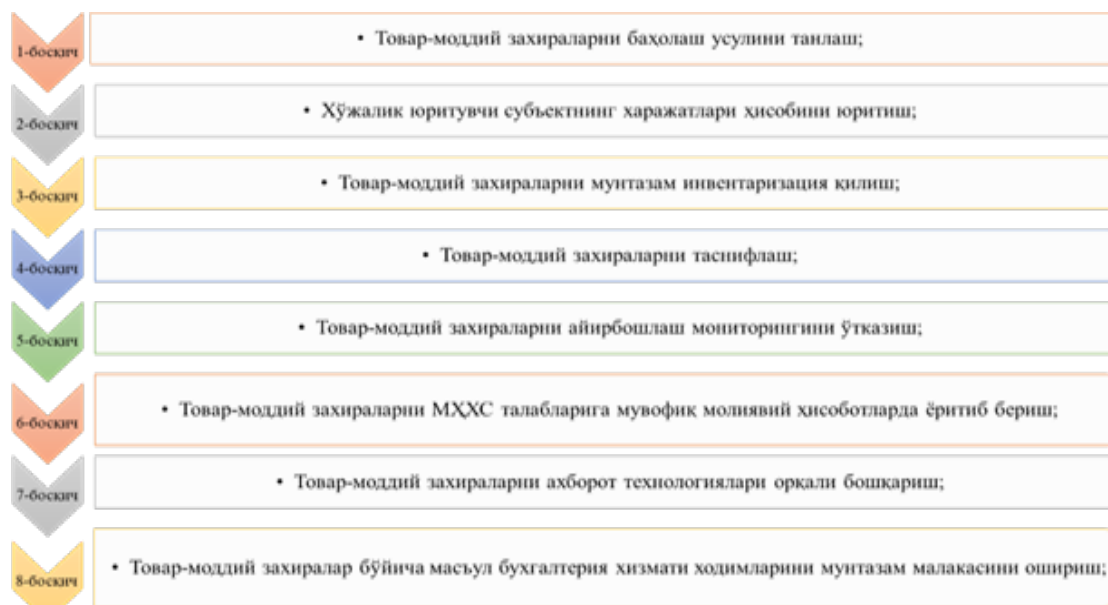 1-босқич
• Товар-моддий захираларни баҳолаш усулини танлаш;
2-босқич
• Хўжалик юритувчи субъектнинг харажатлари ҳисобини юритиш;
3-босқич
• Товар-моддий захираларни мунтазам инвентаризация қилиш;
4-босқич
• Товар-моддий захираларни таснифлаш;
5-босқич
• Товар-моддий захираларни айирбошлаш мониторингини ўтказиш;
6-босқич
• Товар-моддий захираларни МҲХС талабларига мувофиқ молиявий ҳисоботларда ёритиб бериш;
7-босқич
• Товар-моддий захираларни ахборот технологиялари орқали бошқариш;
8-босқич
• Товар-моддий захиралар бўйича масъул бухгалтерия хизмати ходимларини мунтазам малакасини ошириш;